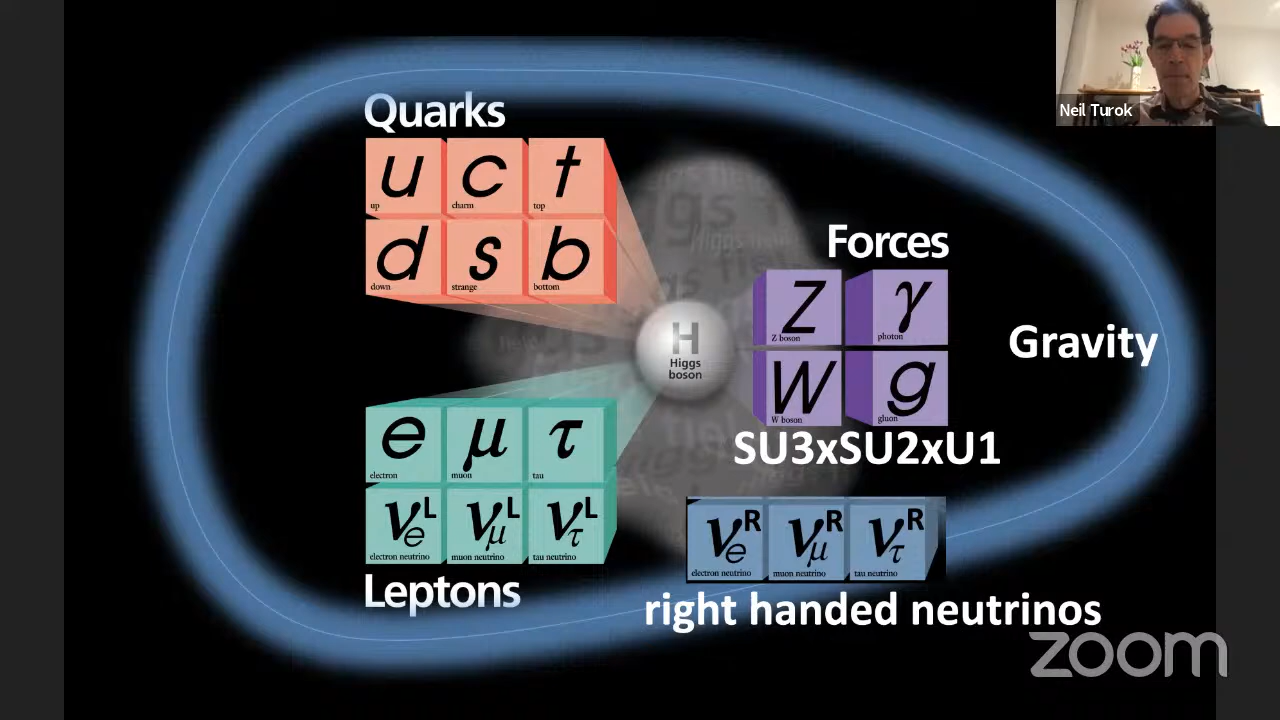 Neil Turok
Quarks
u c t
up charm top
d s b
down strange bottom
Higgs field
H
Higgs
boson
Forces
Z γ
Z boson photon
W g
W boson gluon
Gravity
SU3xSU2xU1
e μ τ
electron muon tau
νeL νμL ντL
electron neutrino muon neutrino tau neutrino
Leptons
νeR νμR ντR
electron neutrino muon neutrino tau neutrino
right handed neutrinos
zoom